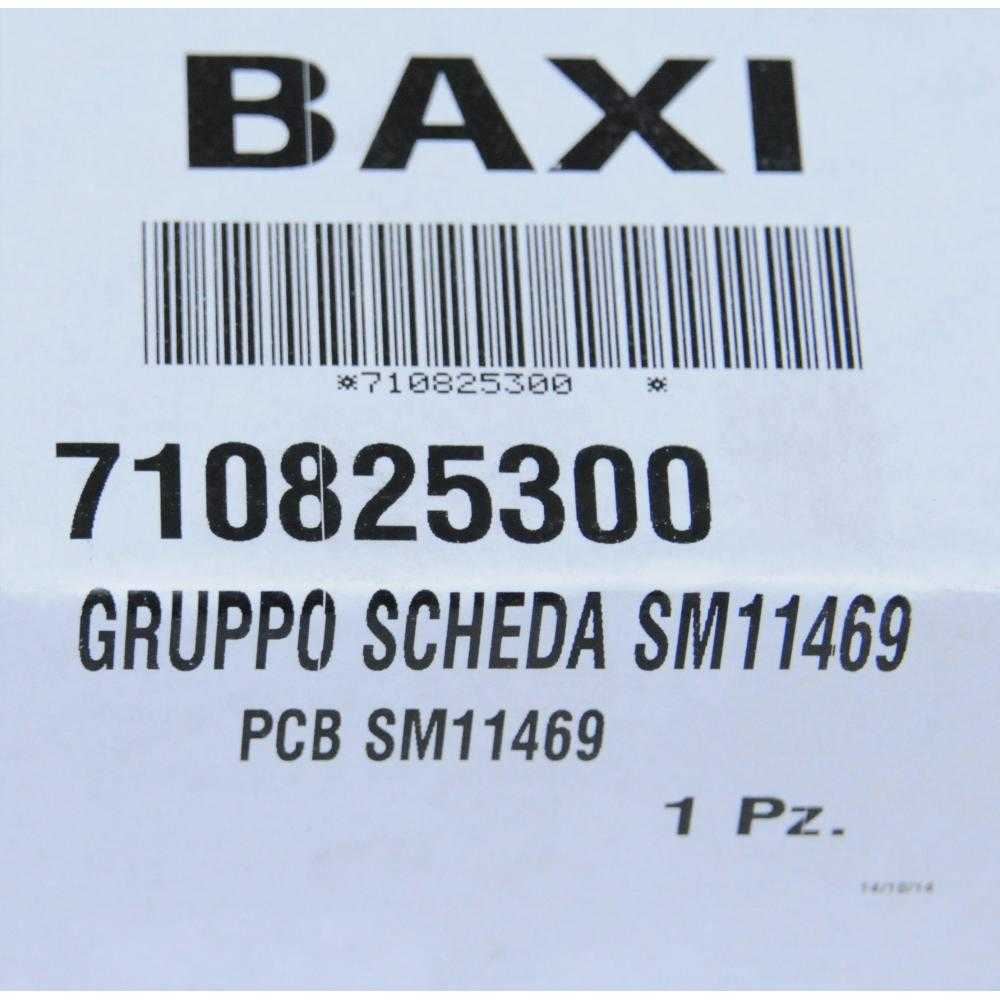 BAXI
*710825300 *
710825300
GRUPPO SCHEDA SM11469
PCB SM11469
1 Pz.
14/10/14